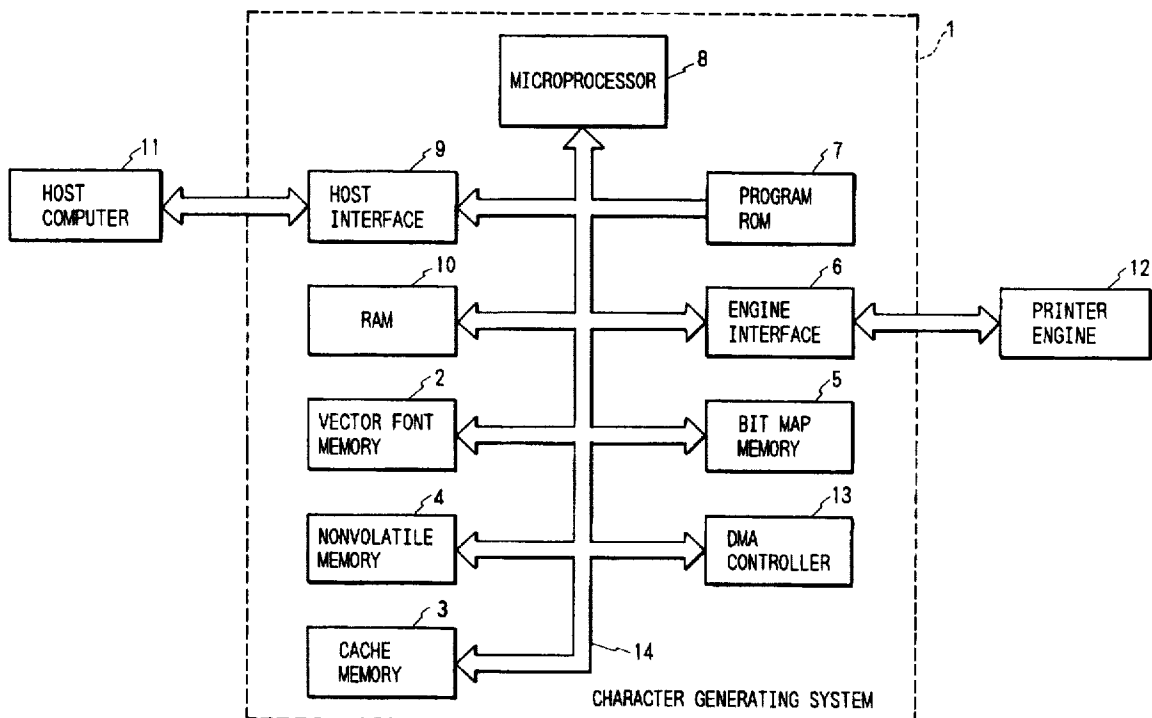 1
MICROPROCESSOR
8
11
HOST
COMPUTER
9
HOST
INTERFACE
7
PROGRAM
ROM
10
RAM
6
ENGINE
INTERFACE
12
PRINTER
ENGINE
2
VECTOR FONT
MEMORY
5
BIT MAP
MEMORY
4
NONVOLATILE
MEMORY
13
DMA
CONTROLLER
3
CACHE
MEMORY
14
CHARACTER GENERATING SYSTEM